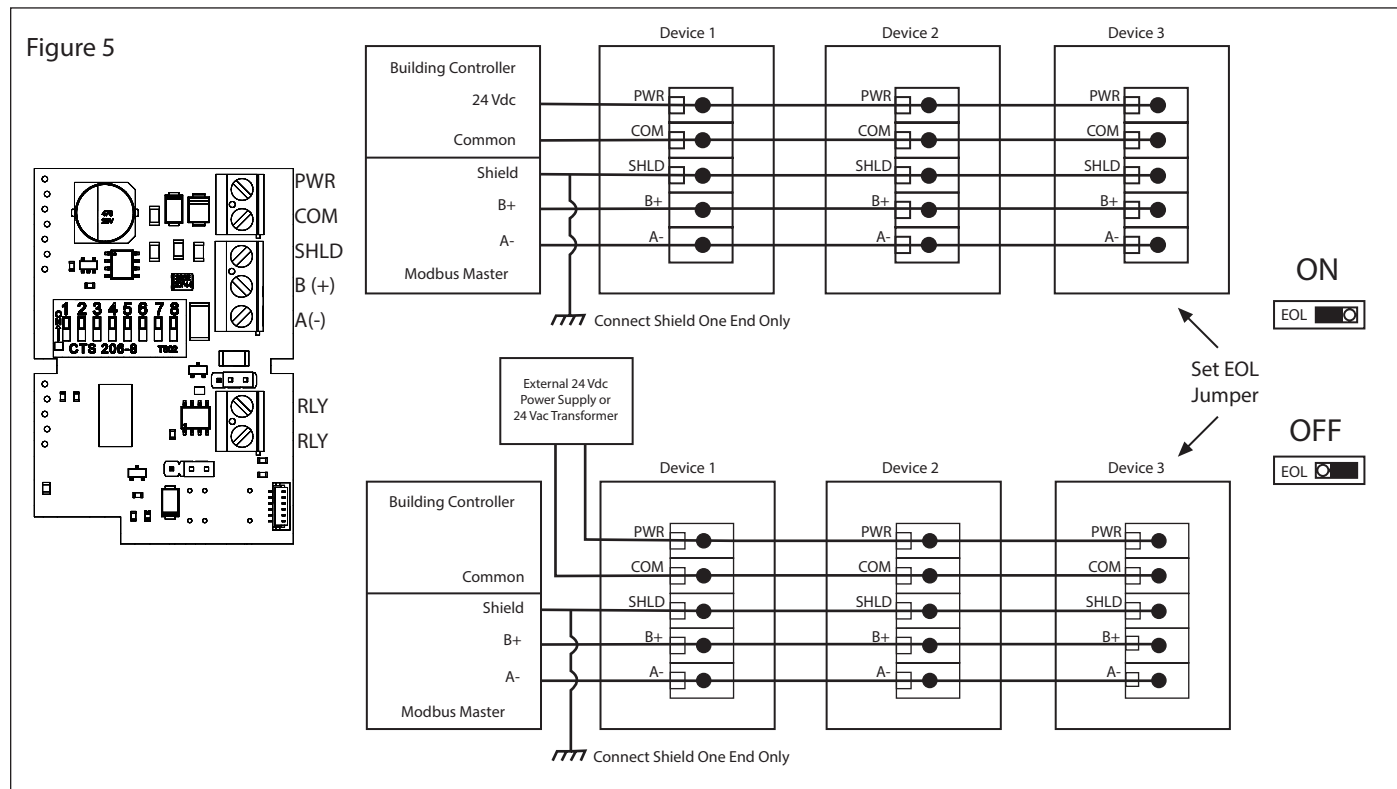 Figure 5
PWR
COM
SHLD
B (+)
A(-)
1 2 3 4 5 6 7 8
CTS 206-8
RLY
RLY
Building Controller
24 Vdc
Common
Shield
B+
A-
Modbus Master
Device 1
PWR
COM
SHLD
B+
A-
Device 2
PWR
COM
SHLD
B+
A-
Device 3
PWR
COM
SHLD
B+
A-
Connect Shield One End Only
ON
EOL
Set EOL
Jumper
OFF
EOL
External 24 Vdc
Power Supply or
24 Vac Transformer
Building Controller
Common
Shield
B+
A-
Modbus Master
Device 1
PWR
COM
SHLD
B+
A-
Device 2
PWR
COM
SHLD
B+
A-
Device 3
PWR
COM
SHLD
B+
A-
Connect Shield One End Only